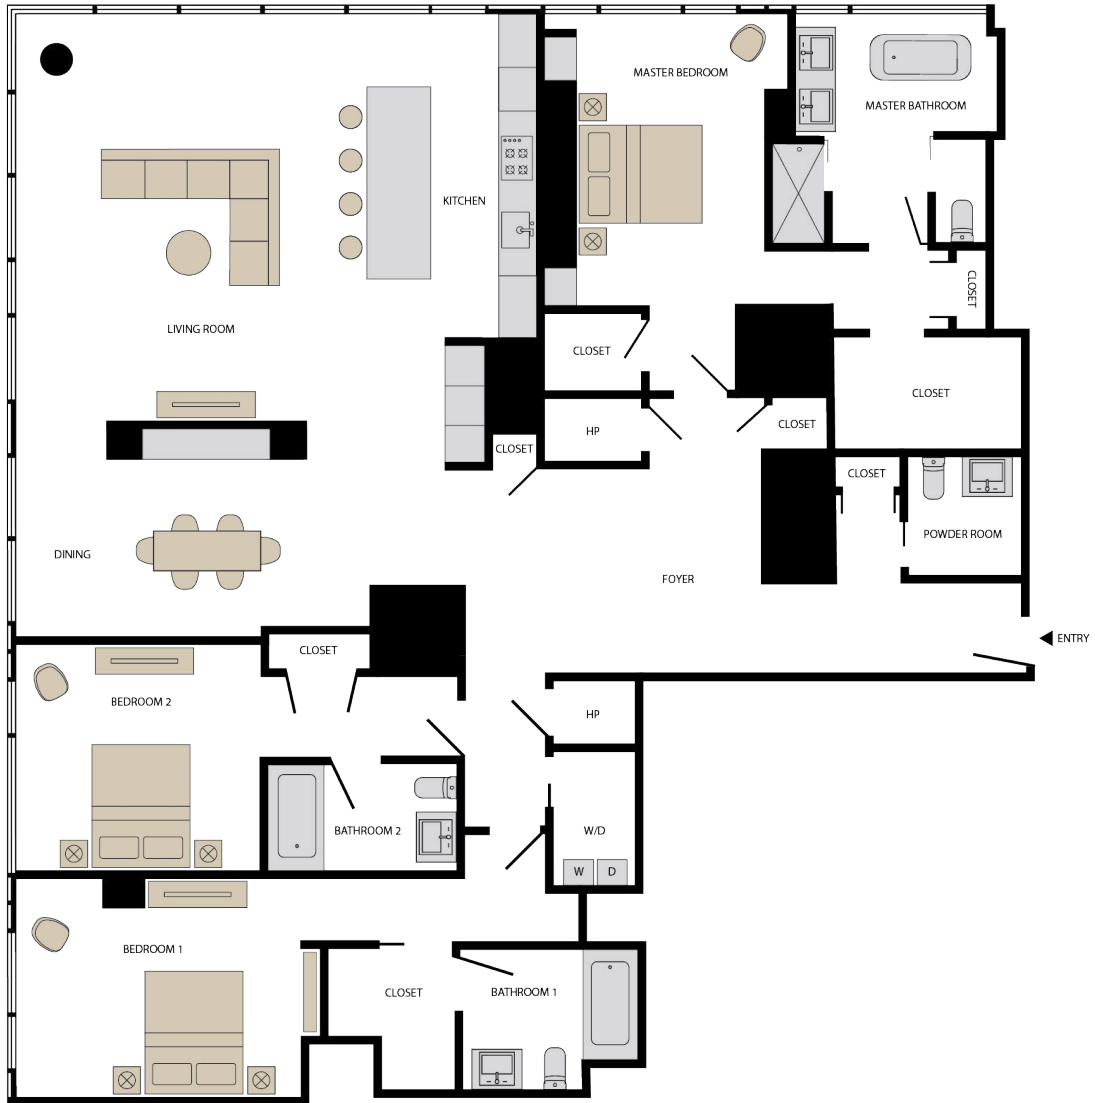 MASTER BEDROOM
MASTER BATHROOM
KITCHEN
CLOSET
LIVING ROOM
CLOSET
CLOSET
HP
CLOSET
CLOSET
CLOSET
POWDER ROOM
DINING
FOYER
ENTRY
CLOSET
BEDROOM 2
HP
BATHROOM 2
W/D
W
D
BEDROOM 1
CLOSET
BATHROOM 1